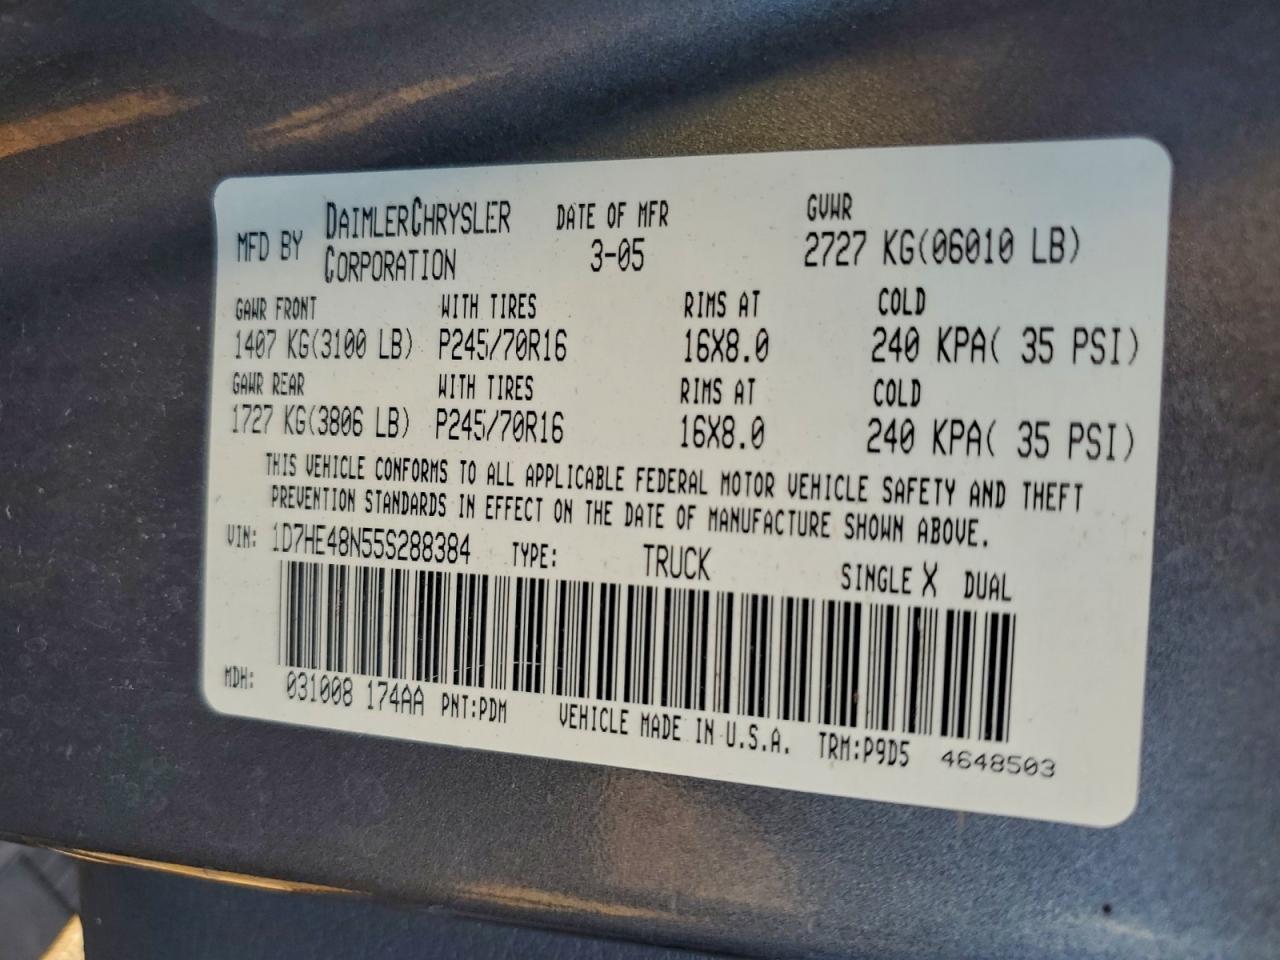 MFD BY DAIMLERCHRYSLER CORPORATION DATE OF MFR 3-05 GVWR 2727 KG(06010 LB)
GAWR FRONT WITH TIRES RIMS AT COLD
1407 KG(3100 LB) P245/70R16 16X8.0 240 KPA( 35 PSI)
GAWR REAR WITH TIRES RIMS AT COLD
1727 KG(3806 LB) P245/70R16 16X8.0 240 KPA( 35 PSI)
THIS VEHICLE CONFORMS TO ALL APPLICABLE FEDERAL MOTOR VEHICLE SAFETY AND THEFT
PREVENTION STANDARDS IN EFFECT ON THE DATE OF MANUFACTURE SHOWN ABOVE.
VIN: 1D7HE48N55S288384 TYPE: TRUCK SINGLE X DUAL
MDH: 031008 174AA PNT:PDM VEHICLE MADE IN U.S.A. TRM:P9D5 4648503